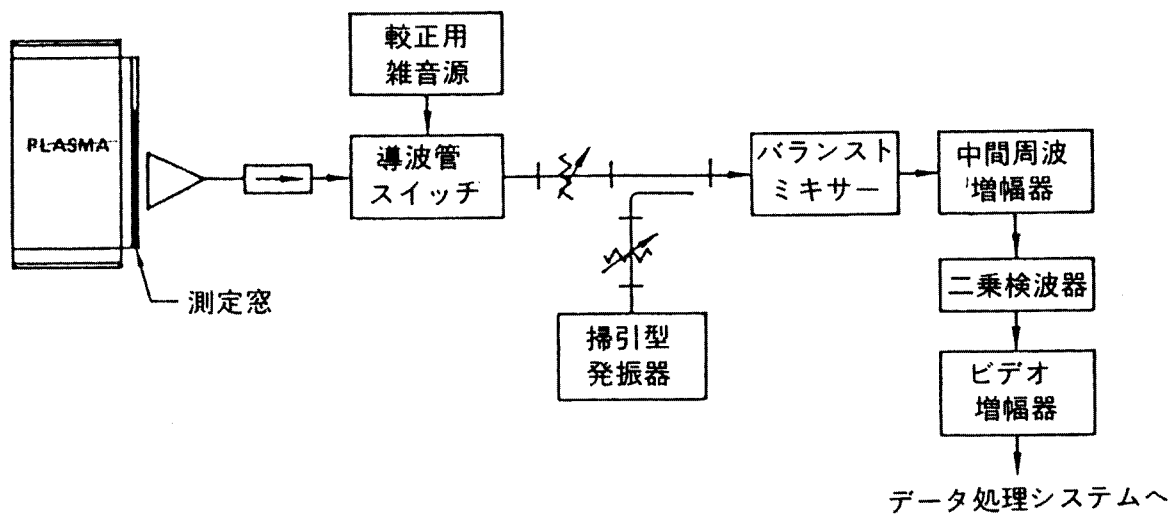 較正用
雑音源
PLASMA
導波管
スイッチ
バランスト
ミキサー
中間周波
増幅器
測定窓
二乗検波器
掃引型
発振器
ビデオ
増幅器
データ処理システムへ